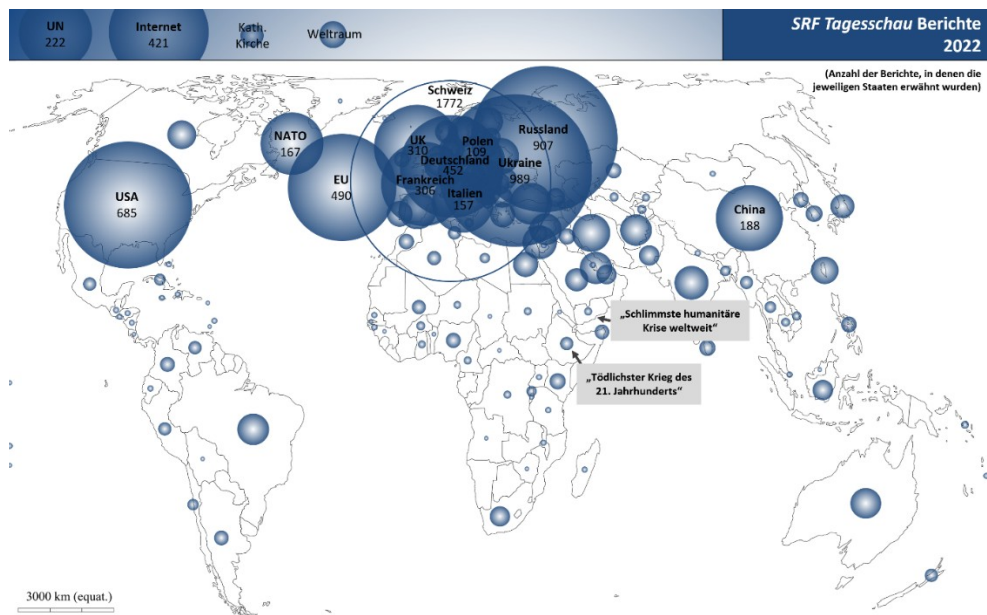 UN
222
Internet
421
Kath.
Kirche
Weltraum
SRF Tagesschau Berichte
2022
(Anzahl der Berichte, in denen die
jeweiligen Staaten erwähnt wurden)
Schweiz
1772
Russland
907
NATO
167
UK
310
Polen
109
Deutschland
452
Ukraine
989
EU
490
Frankreich
306
Italien
157
USA
685
China
188
„Schlimmste humanitäre
Krise weltweit“
„Tödlichster Krieg des
21. Jahrhunderts“
3000 km (equat.)